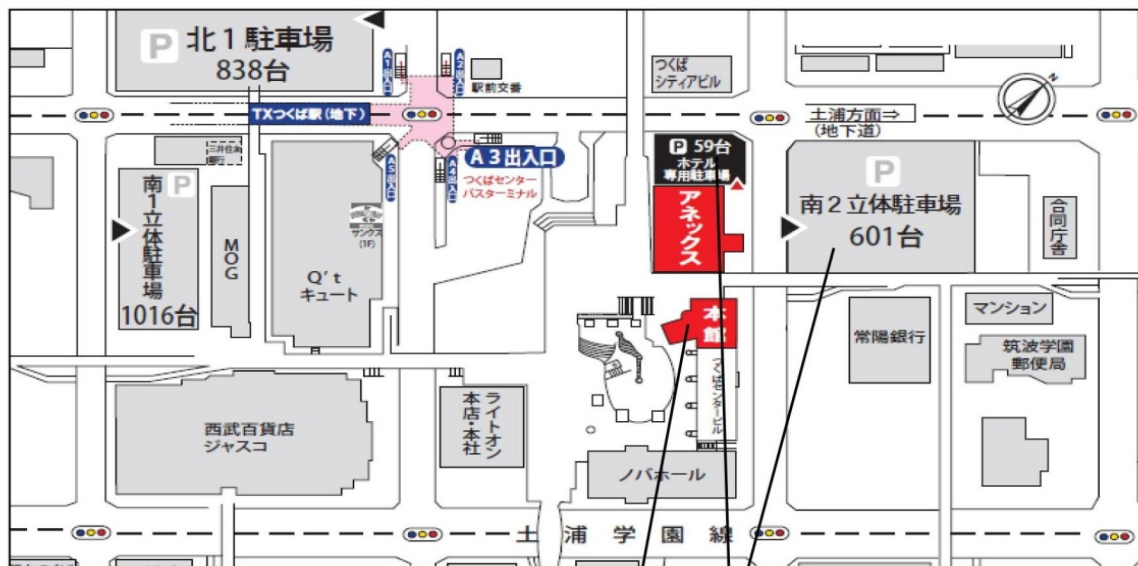 北1駐車場
P
838台
A1出入口
A2出入口
駅前交番
つくば
シティアビル
N
TXつくば駅(地下)
土浦方面⇒
(地下道)
三井住友
銀行
A5出入口
A4出入口
A3出入口
つくばセンター
バスターミナル
P 59台
ホテル
専用駐車場
P
南1立体駐車場
1016台
MOG
サンクス
(1F)
Q't
キュート
アネックス
P
南2立体駐車場
601台
合同庁舎
本館
つくばセンタービル
常陽銀行
マンション
筑波学園
郵便局
西武百貨店
ジャスコ
ライトオン
本店・本社
ノバホール
土浦学園線